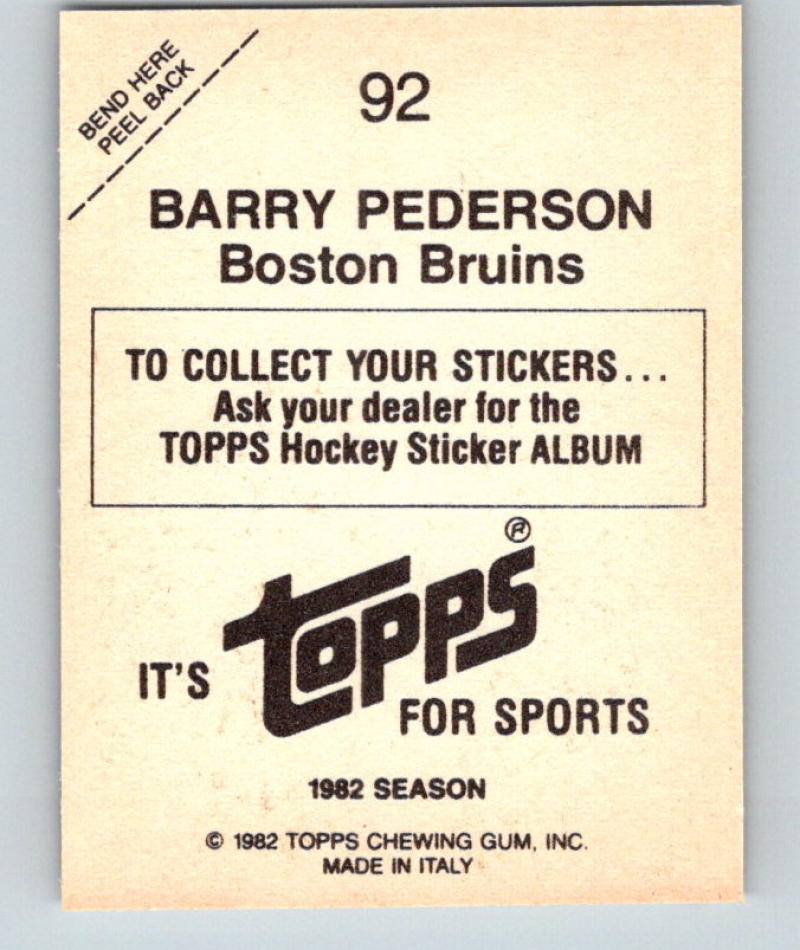 BEND HERE
PEEL BACK
92
BARRY PEDERSON
Boston Bruins
TO COLLECT YOUR STICKERS...
Ask your dealer for the
TOPPS Hockey Sticker ALBUM
IT'S topps® FOR SPORTS
1982 SEASON
© 1982 TOPPS CHEWING GUM, INC.
MADE IN ITALY